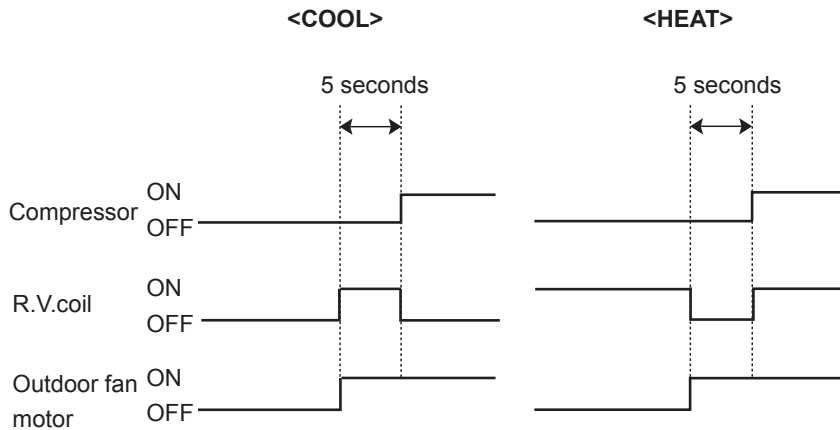 <COOL> <HEAT>
5 seconds 5 seconds
ON
Compressor
OFF
ON
R.V.coil
OFF
Outdoor fan ON
motor OFF